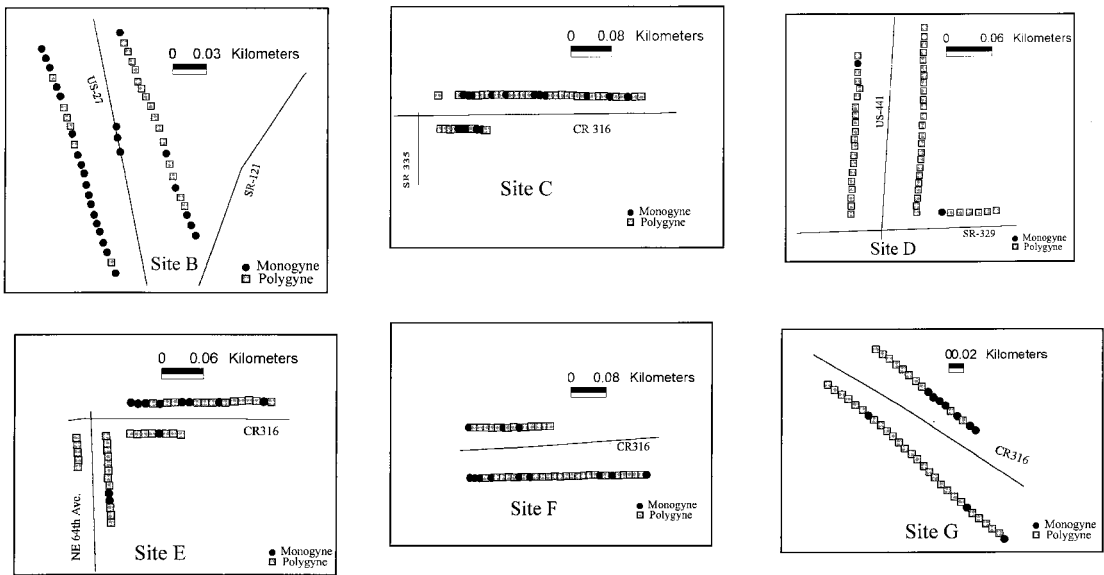 0 0.03 Kilometers
US-27
SR-121
Site B
Monogyne
Polygyne
0 0.08 Kilometers
CR 316
SR 335
Site C
Monogyne
Polygyne
0 0.06 Kilometers
US-441
SR-329
Site D
Monogyne
Polygyne
0 0.06 Kilometers
CR316
NE 64th Ave.
Site E
Monogyne
Polygyne
0 0.08 Kilometers
CR316
Site F
Monogyne
Polygyne
00.02 Kilometers
CR316
Site G
Monogyne
Polygyne